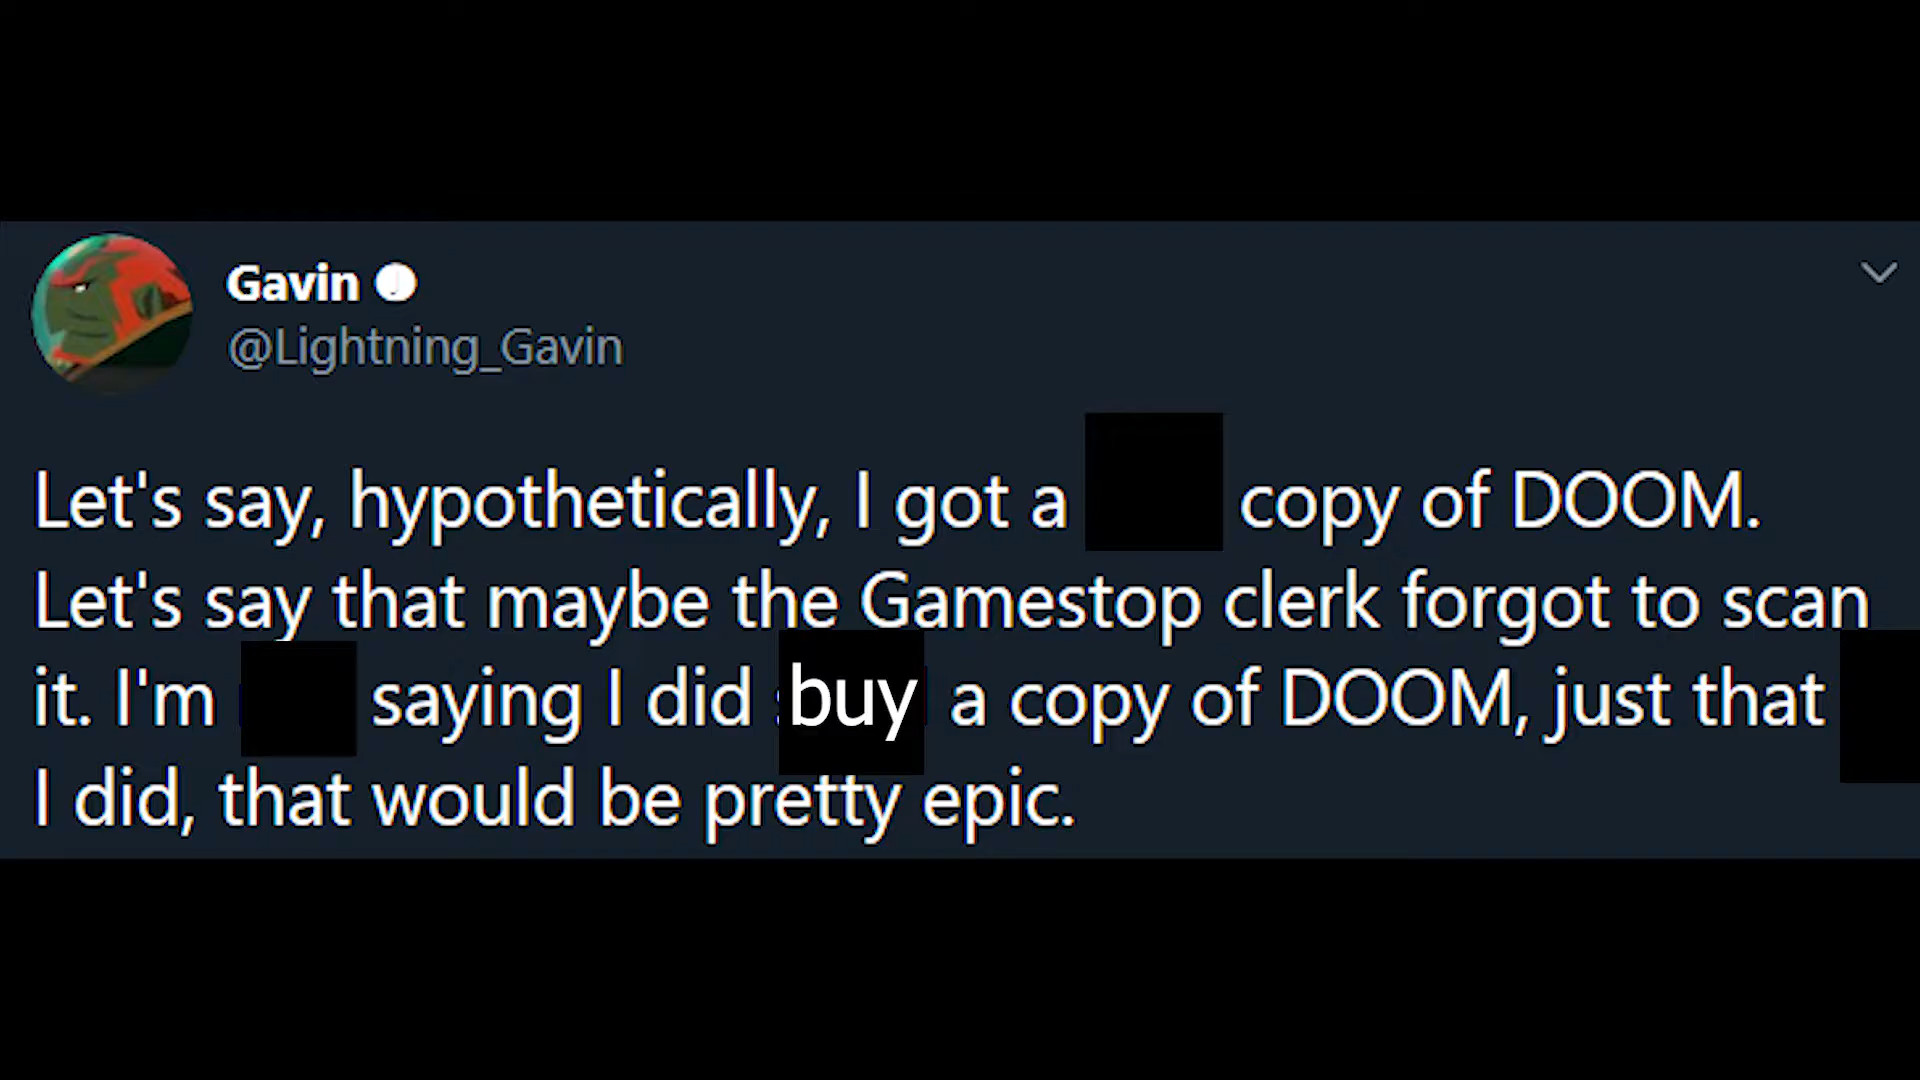 Gavin
@Lightning_Gavin
Let's say, hypothetically, I got a copy of DOOM.
Let's say that maybe the Gamestop clerk forgot to scan
it. I'm saying I did buy a copy of DOOM, just that
I did, that would be pretty epic.